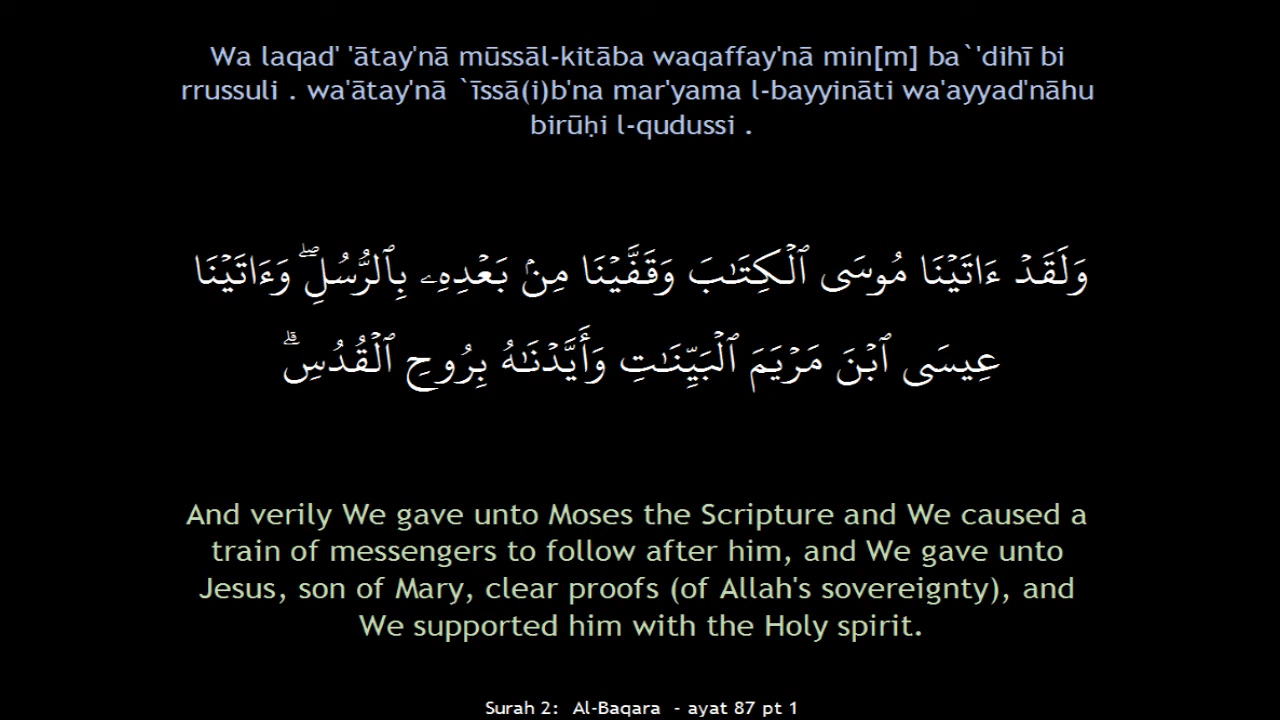 Wa laqad' 'ātay'nā mūssāl-kitāba waqaffay'nā min[m] ba`'dihī bi
rrussuli . wa'ātay'nā `īssā(i)b'na mar'yama l-bayyināti wa'ayyad'nāhu
birūḥi l-qudussi .
وَلَقَدۡ ءَاتَيۡنَا مُوسَى ٱلۡكِتَـٰبَ وَقَفَّيۡنَا مِنۢ بَعۡدِهِۦ بِٱلرُّسُلِ‌ۖ وَءَاتَيۡنَا
عِيسَى ٱبۡنَ مَرۡيَمَ ٱلۡبَيِّنَـٰتِ وَأَيَّدۡنَـٰهُ بِرُوحِ ٱلۡقُدُسِ‌ۗ
And verily We gave unto Moses the Scripture and We caused a
train of messengers to follow after him, and We gave unto
Jesus, son of Mary, clear proofs (of Allah's sovereignty), and
We supported him with the Holy spirit.
Surah 2:  Al-Baqara  - ayat 87 pt 1